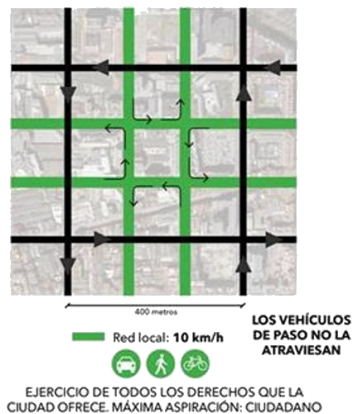 400 metros
LOS VEHÍCULOS
DE PASO NO LA
ATRAVIESAN
Red local: 10 km/h
EJERCICIO DE TODOS LOS DERECHOS QUE LA
CIUDAD OFRECE. MÁXIMA ASPIRACIÓN: CIUDADANO